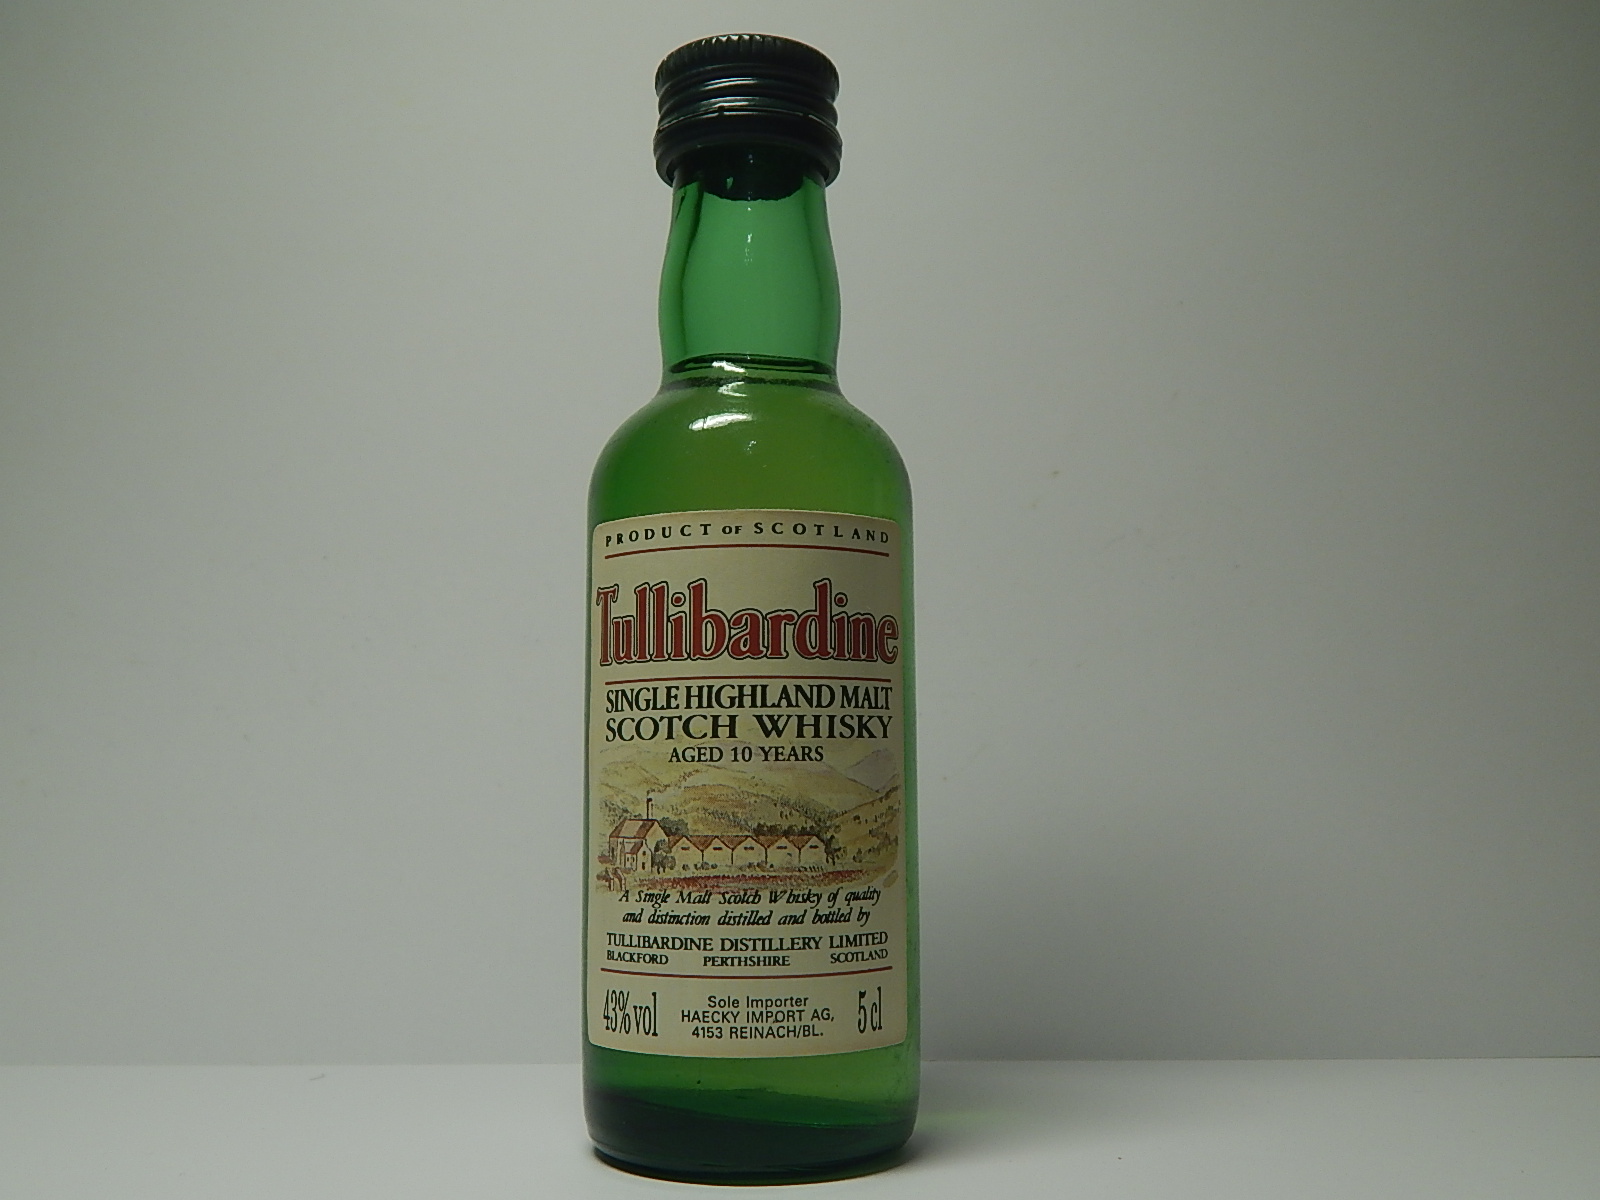 PRODUCT OF SCOTLAND
Tullibardine
SINGLE HIGHLAND MALT
SCOTCH WHISKY
AGED 10 YEARS
A Single Malt Scotch Whisky of quality
and distinction distilled and bottled by
TULLIBARDINE DISTILLERY LIMITED
BLACKFORD PERTHSHIRE SCOTLAND
43% vol
Sole Importer
HAECKY IMPORT AG,
4153 REINACH/BL.
5 cl